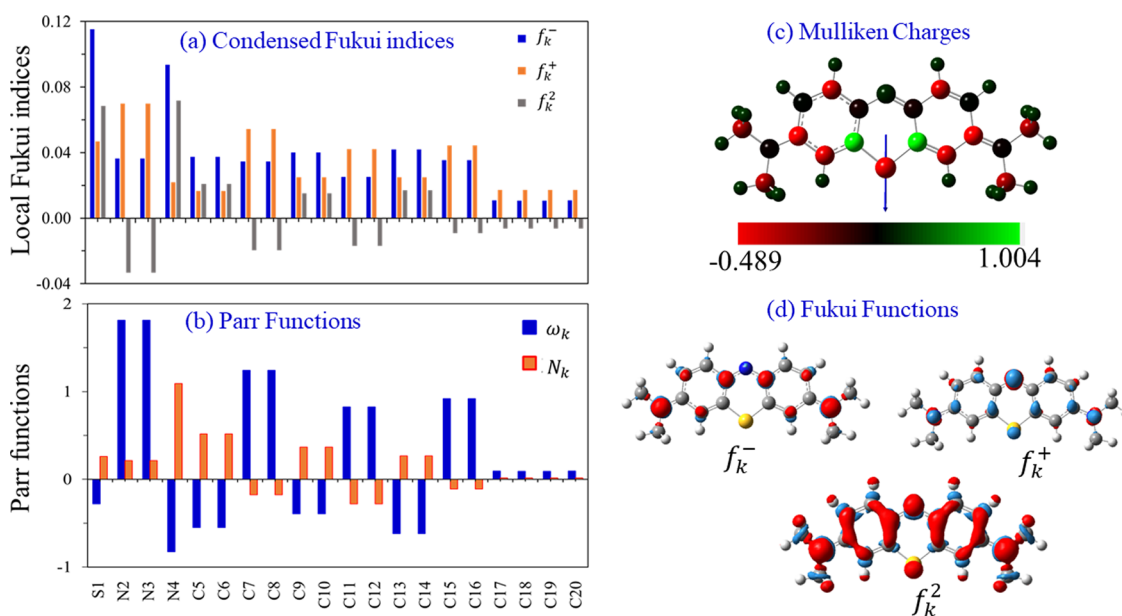 Local Fukui indices
0.12
0.08
0.04
0.00
-0.04
(a) Condensed Fukui indices
f_k^-
f_k^+
f_k^2
Parr functions
2
1
0
-1
(b) Parr Functions
ω_k
N_k
S1 N2 N3 N4 C5 C6 C7 C8 C9 C10 C11 C12 C13 C14 C15 C16 C17 C18 C19 C20
(c) Mulliken Charges
-0.489 1.004
(d) Fukui Functions
f_k^- f_k^+
f_k^2